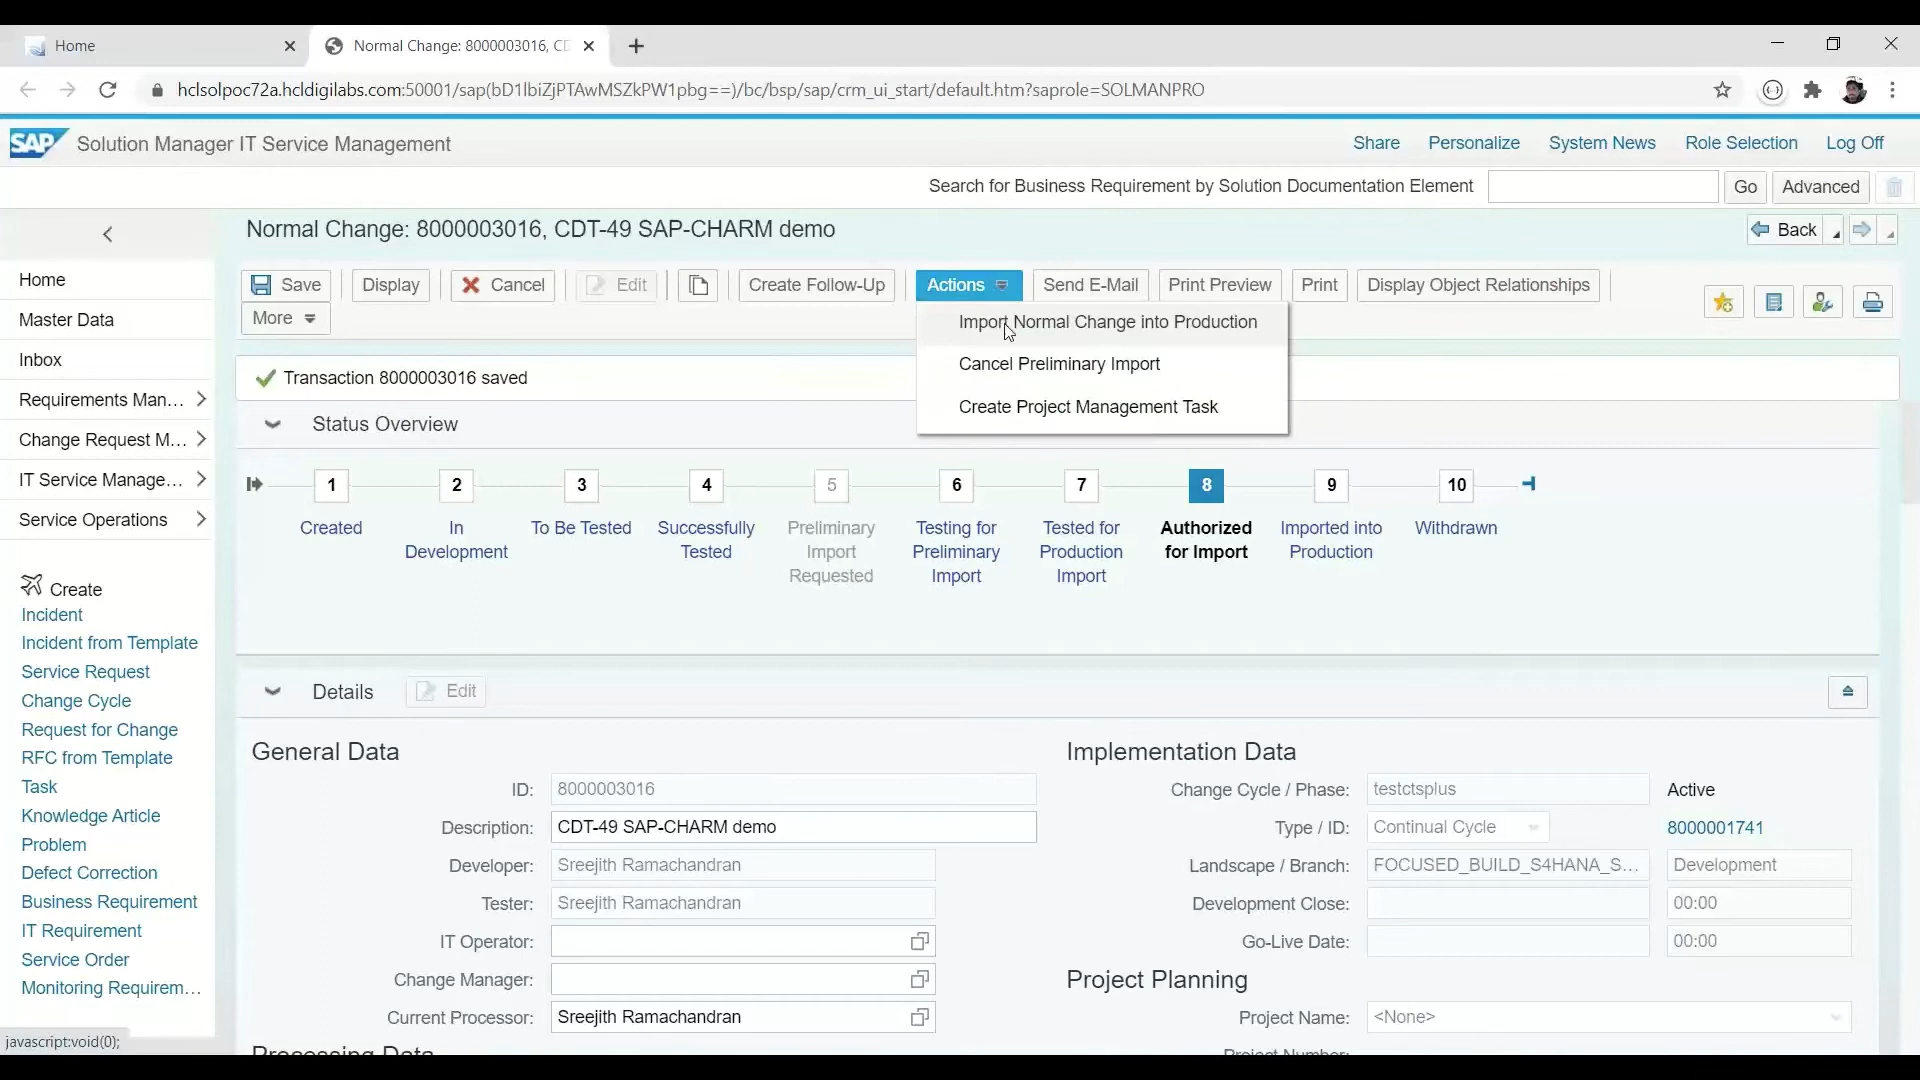 Home
Normal Change: 8000003016, CD
hclsolpoc72a.hcldigilabs.com:50001/sap(bD1lbiZjPTAwMSZkPW1pbg==)/bc/bsp/sap/crm_ui_start/default.htm?saprole=SOLMANPRO
SAP Solution Manager IT Service Management
Share Personalize System News Role Selection Log Off
Search for Business Requirement by Solution Documentation Element Go Advanced
Normal Change: 8000003016, CDT-49 SAP-CHARM demo
Back
Save Display Cancel Edit Create Follow-Up Actions Send E-Mail Print Preview Print Display Object Relationships
More
Import Normal Change into Production
Cancel Preliminary Import
Create Project Management Task
Transaction 8000003016 saved
Status Overview
1 2 3 4 5 6 7 8 9 10
Created
In Development
To Be Tested
Successfully Tested
Preliminary Import Requested
Testing for Preliminary Import
Tested for Production Import
Authorized for Import
Imported into Production
Withdrawn
Home
Master Data
Inbox
Requirements Man...
Change Request M...
IT Service Manage...
Service Operations
Create
Incident
Incident from Template
Service Request
Change Cycle
Request for Change
RFC from Template
Task
Knowledge Article
Problem
Defect Correction
Business Requirement
IT Requirement
Service Order
Monitoring Requirem...
javascript:void(0);
Details Edit
General Data
ID: 8000003016
Description: CDT-49 SAP-CHARM demo
Developer: Sreejith Ramachandran
Tester: Sreejith Ramachandran
IT Operator:
Change Manager:
Current Processor: Sreejith Ramachandran
Processing Data
Implementation Data
Change Cycle / Phase: testctsplus Active
Type / ID: Continual Cycle 8000001741
Landscape / Branch: FOCUSED_BUILD_S4HANA_S... Development
Development Close: 00:00
Go-Live Date: 00:00
Project Planning
Project Name: <None>
Project Number: